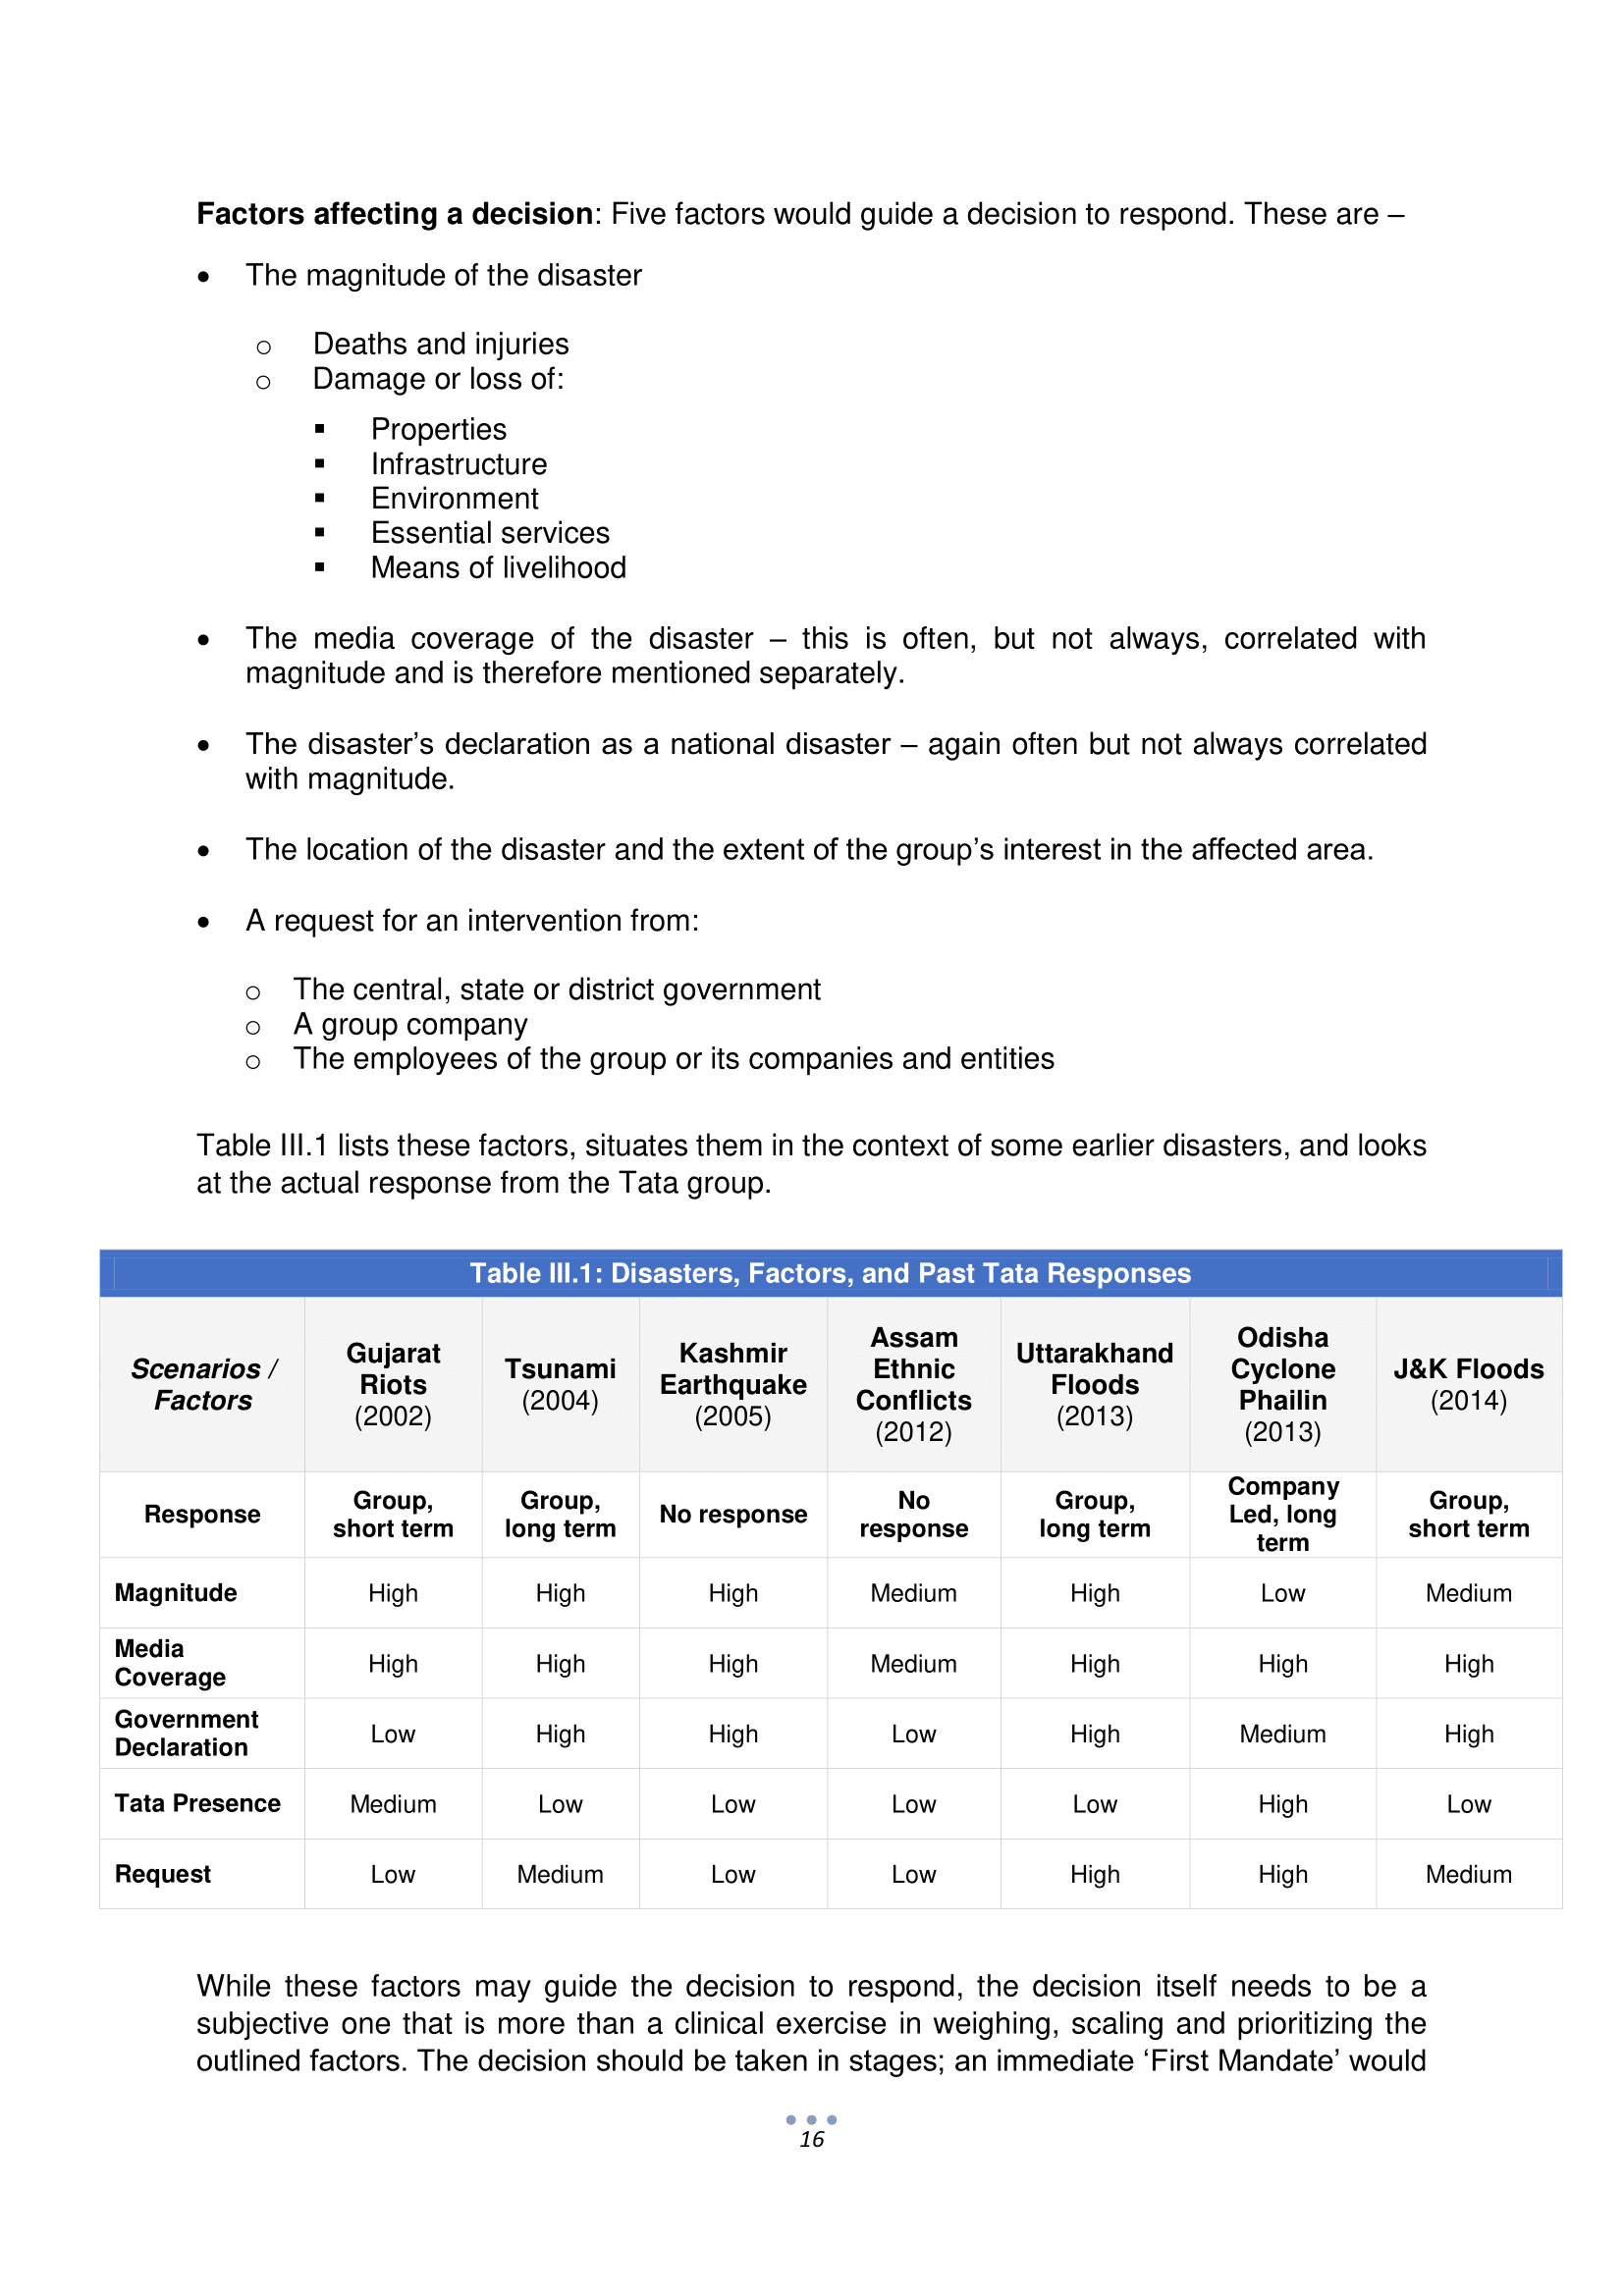 Factors affecting a decision: Five factors would guide a decision to respond. These are –
• The magnitude of the disaster
o Deaths and injuries
o Damage or loss of:
▪ Properties
▪ Infrastructure
▪ Environment
▪ Essential services
▪ Means of livelihood
• The media coverage of the disaster – this is often, but not always, correlated with
magnitude and is therefore mentioned separately.
• The disaster’s declaration as a national disaster – again often but not always correlated
with magnitude.
• The location of the disaster and the extent of the group’s interest in the affected area.
• A request for an intervention from:
o The central, state or district government
o A group company
o The employees of the group or its companies and entities
Table III.1 lists these factors, situates them in the context of some earlier disasters, and looks
at the actual response from the Tata group.
Table III.1: Disasters, Factors, and Past Tata Responses
Scenarios / Factors Gujarat Riots (2002) Tsunami (2004) Kashmir Earthquake (2005) Assam Ethnic Conflicts (2012) Uttarakhand Floods (2013) Odisha Cyclone Phailin (2013) J&K Floods (2014)
Response Group, short term Group, long term No response No response Group, long term Company Led, long term Group, short term
Magnitude High High High Medium High Low Medium
Media Coverage High High High Medium High High High
Government Declaration Low High High Low High Medium High
Tata Presence Medium Low Low Low Low High Low
Request Low Medium Low Low High High Medium
While these factors may guide the decision to respond, the decision itself needs to be a
subjective one that is more than a clinical exercise in weighing, scaling and prioritizing the
outlined factors. The decision should be taken in stages; an immediate ‘First Mandate’ would
16